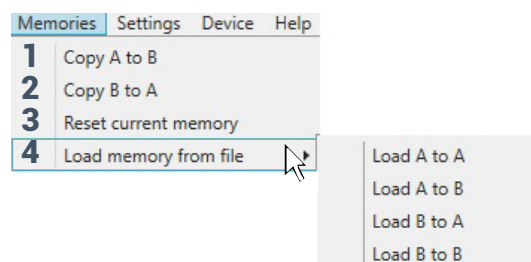 Memories Settings Device Help
1 Copy A to B
2 Copy B to A
3 Reset current memory
4 Load memory from file
Load A to A
Load A to B
Load B to A
Load B to B